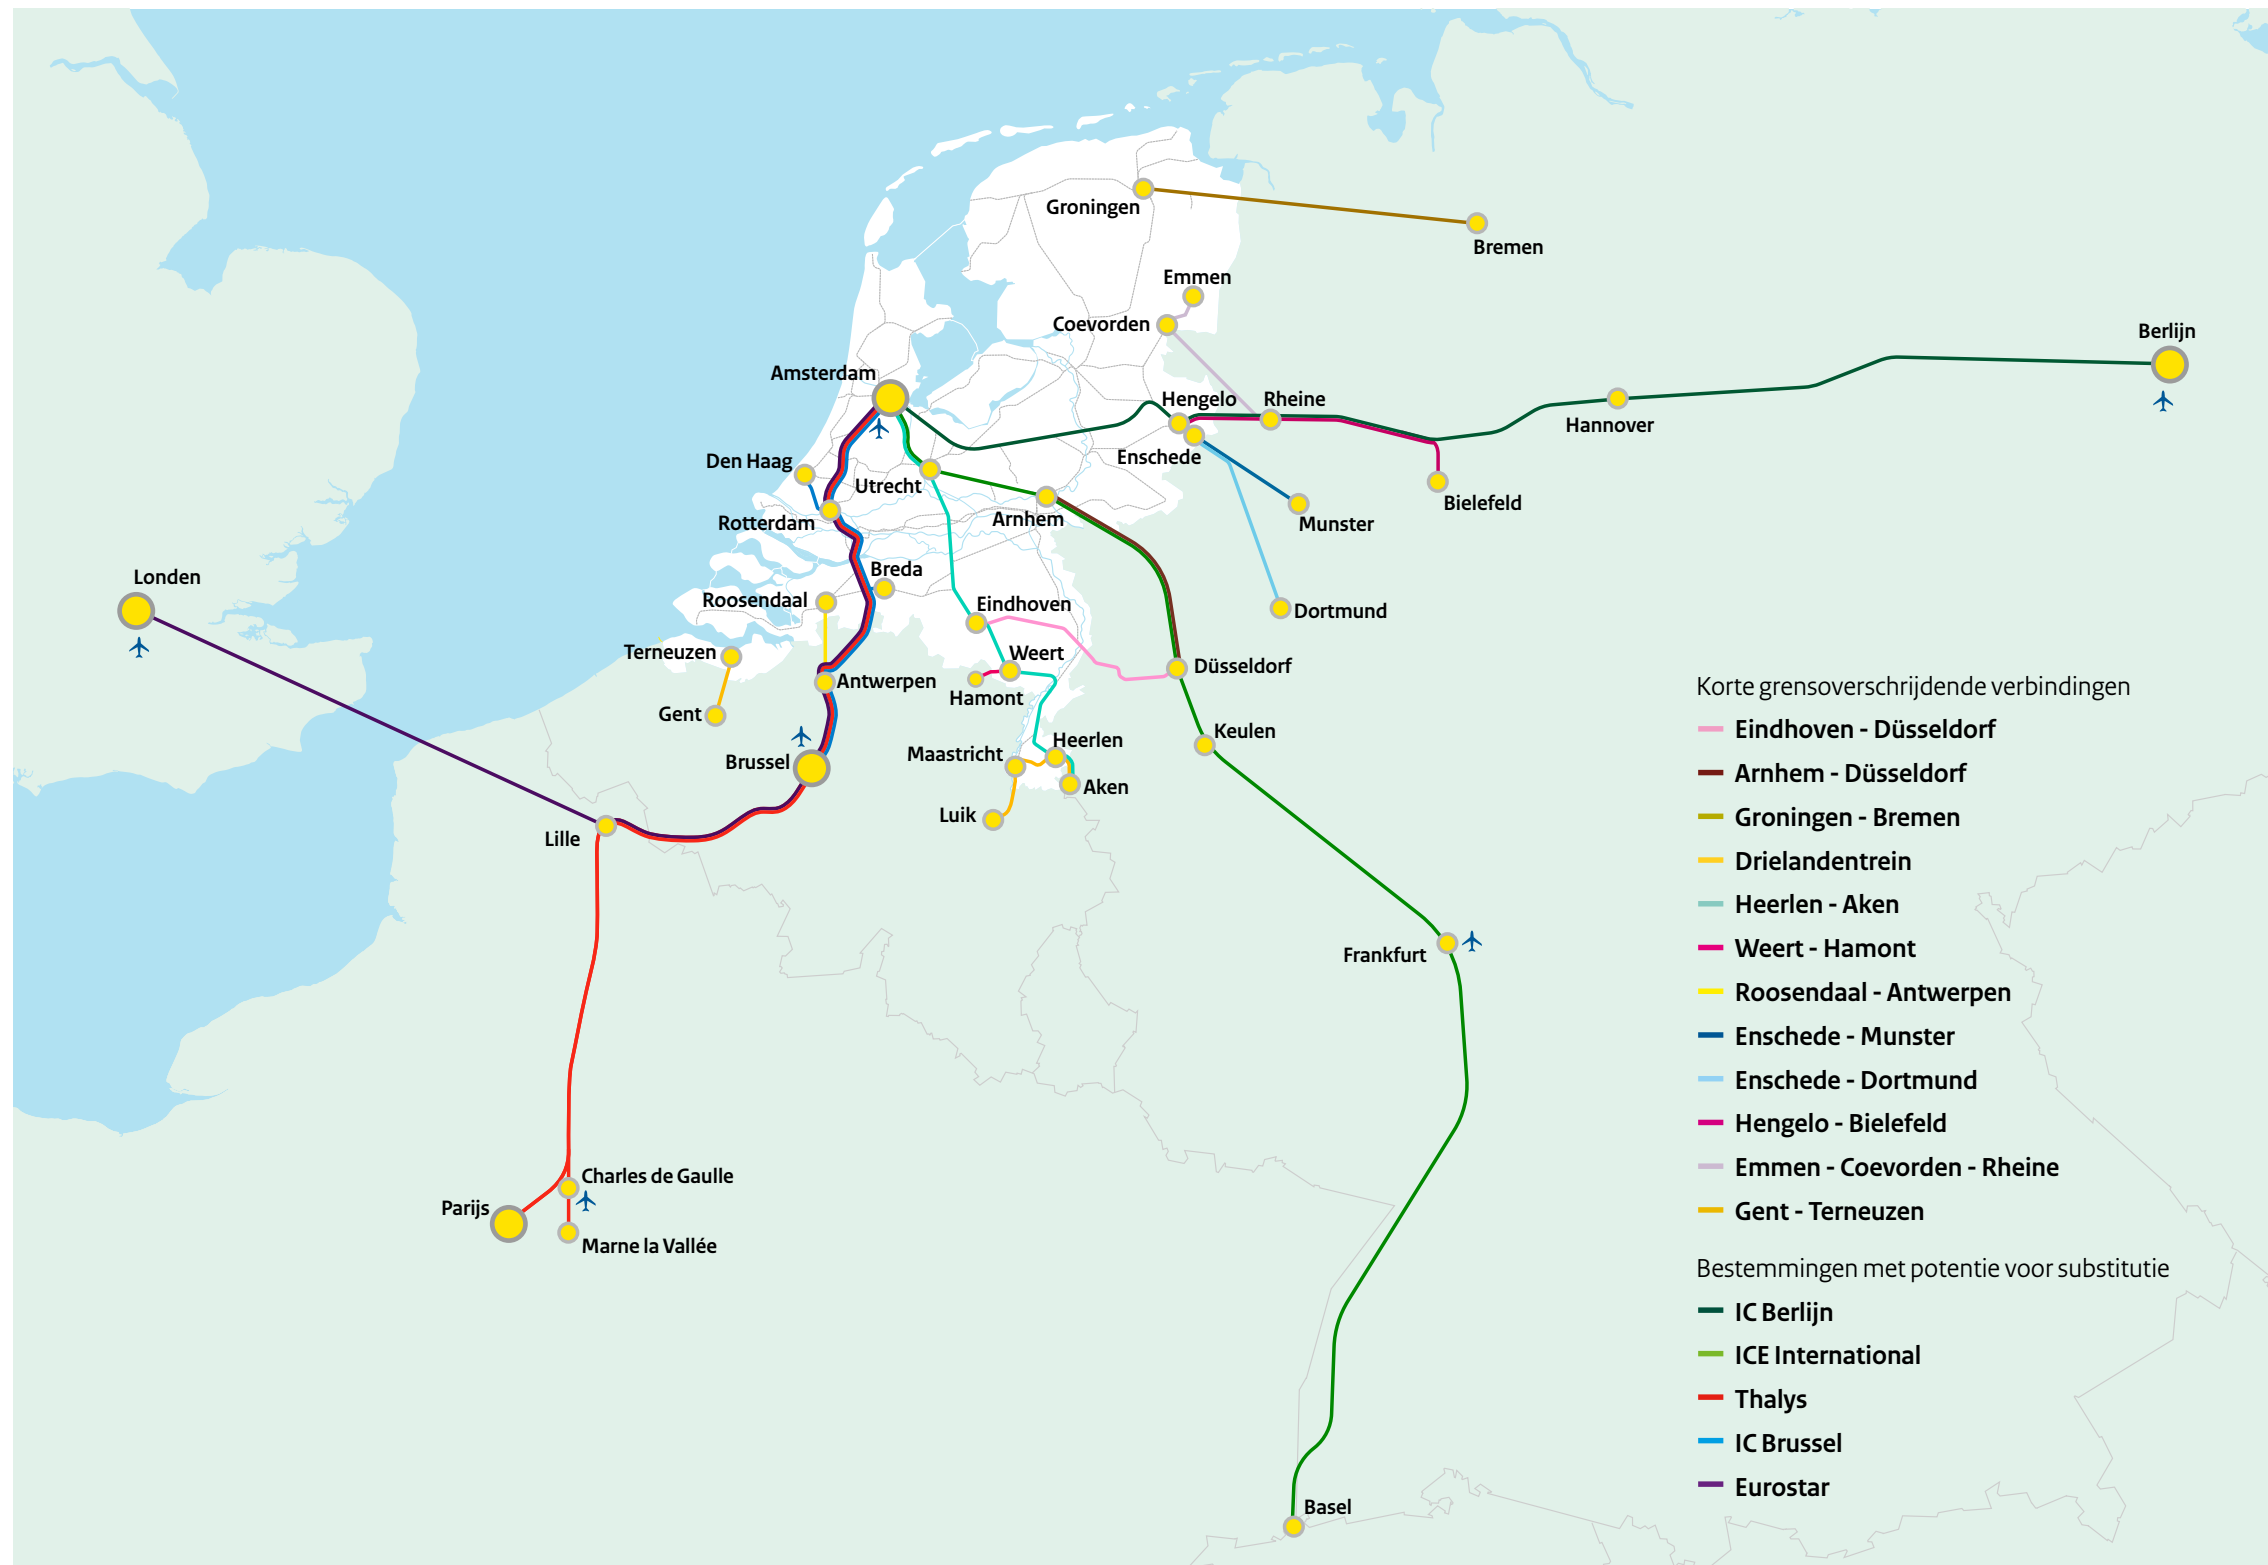 Groningen
Bremen
Emmen
Coevorden
Berlijn
Amsterdam
Hengelo
Rheine
Hannover
Enschede
Den Haag
Utrecht
Bielefeld
Rotterdam
Arnhem
Munster
Londen
Breda
Roosendaal
Eindhoven
Dortmund
Terneuzen
Weert
Düsseldorf
Antwerpen
Hamont
Gent
Keulen
Brussel
Maastricht
Heerlen
Aken
Luik
Lille
Frankfurt
Charles de Gaulle
Parijs
Marne la Vallée
Basel
Korte grensoverschrijdende verbindingen
Eindhoven - Düsseldorf
Arnhem - Düsseldorf
Groningen - Bremen
Drielandentrein
Heerlen - Aken
Weert - Hamont
Roosendaal - Antwerpen
Enschede - Munster
Enschede - Dortmund
Hengelo - Bielefeld
Emmen - Coevorden - Rheine
Gent - Terneuzen
Bestemmingen met potentie voor substitutie
IC Berlijn
ICE International
Thalys
IC Brussel
Eurostar